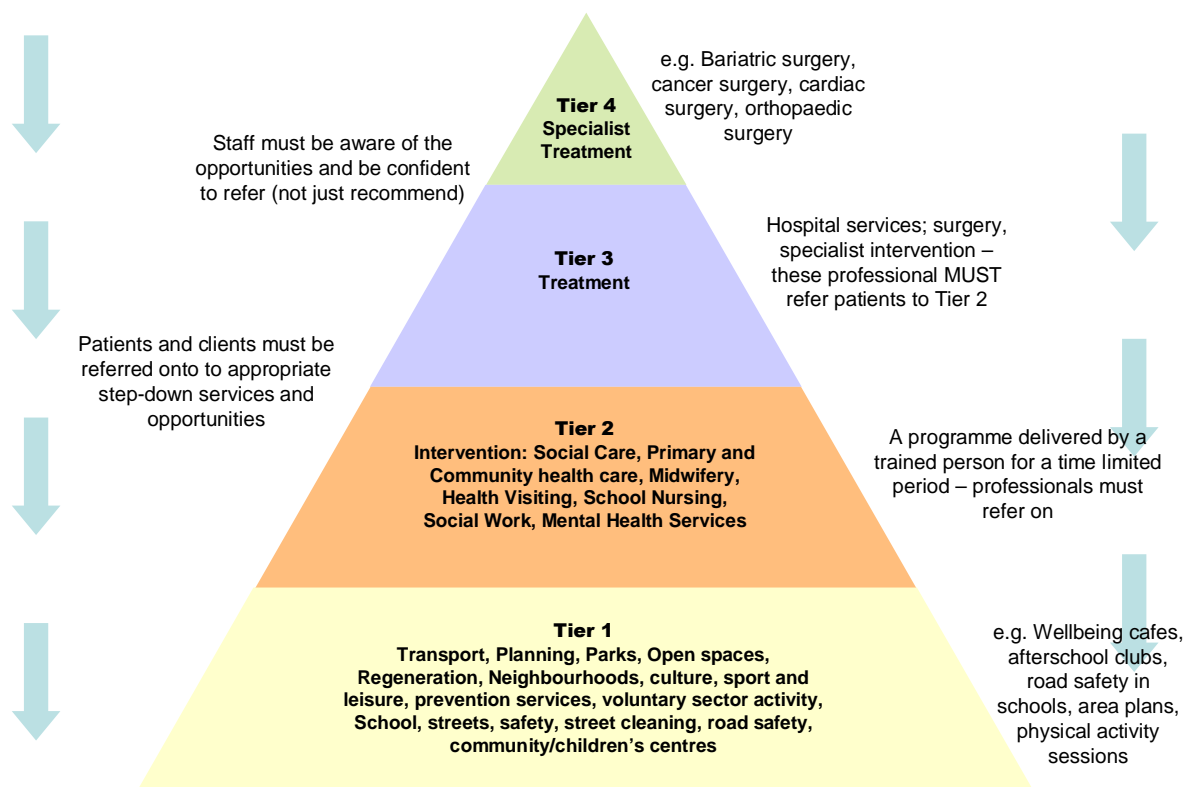 e.g. Bariatric surgery,
cancer surgery, cardiac
surgery, orthopaedic
surgery
Tier 4
Specialist
Treatment
Staff must be aware of the
opportunities and be confident
to refer (not just recommend)
Hospital services; surgery,
specialist intervention –
these professional MUST
refer patients to Tier 2
Tier 3
Treatment
Patients and clients must be
referred onto to appropriate
step-down services and
opportunities
Tier 2
Intervention: Social Care, Primary and
Community health care, Midwifery,
Health Visiting, School Nursing,
Social Work, Mental Health Services
A programme delivered by a
trained person for a time limited
period – professionals must
refer on
Tier 1
Transport, Planning, Parks, Open spaces,
Regeneration, Neighbourhoods, culture, sport and
leisure, prevention services, voluntary sector activity,
School, streets, safety, street cleaning, road safety,
community/children’s centres
e.g. Wellbeing cafes,
afterschool clubs,
road safety in
schools, area plans,
physical activity
sessions